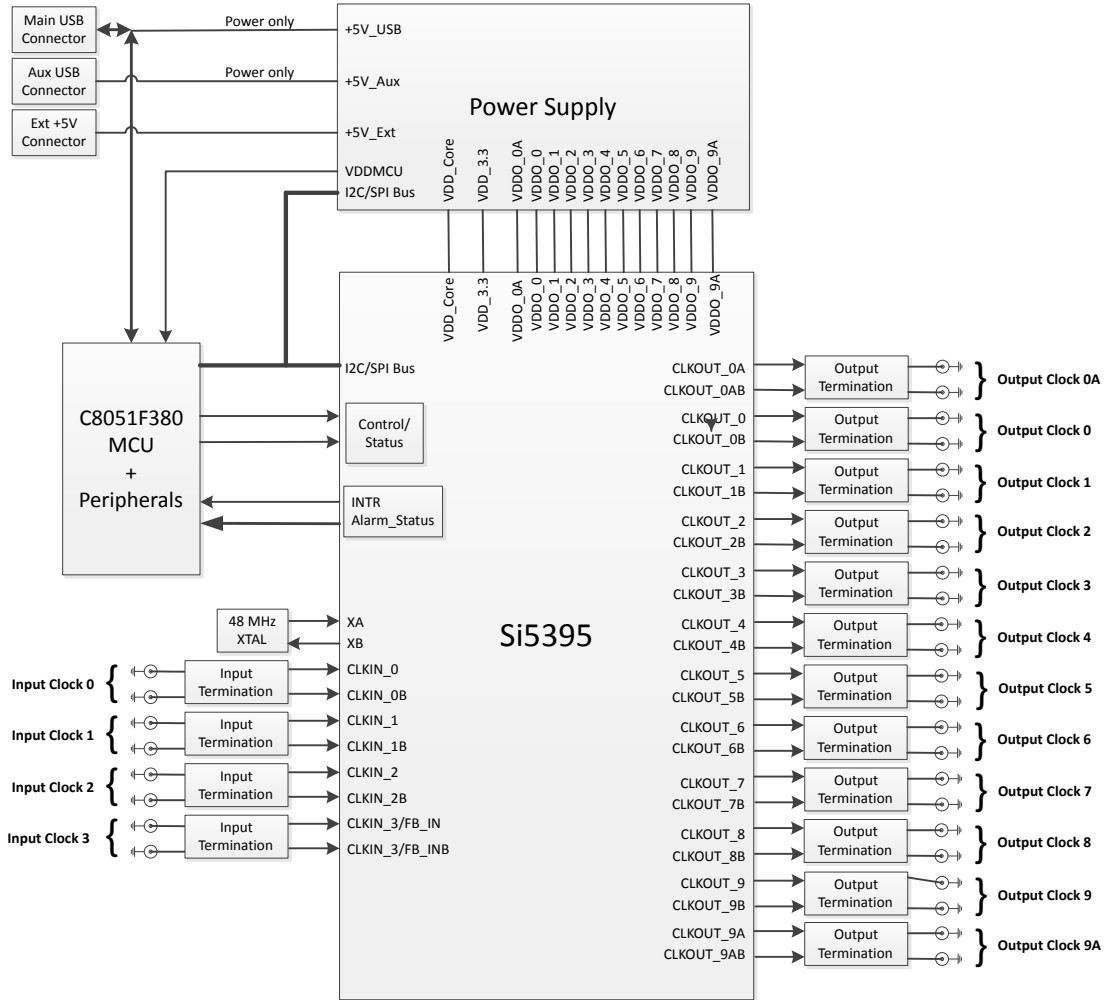 Main USB
Connector
Power only
+5V_USB
Aux USB
Connector
Power only
+5V_Aux
Ext +5V
Connector
+5V_Ext
Power Supply
VDDMCU
I2C/SPI Bus
VDD_Core
VDD_3.3
VDDO_0A
VDDO_0
VDDO_1
VDDO_2
VDDO_3
VDDO_4
VDDO_5
VDDO_6
VDDO_7
VDDO_8
VDDO_9
VDDO_9A
VDD_Core
VDD_3.3
VDDO_0A
VDDO_0
VDDO_1
VDDO_2
VDDO_3
VDDO_4
VDDO_5
VDDO_6
VDDO_7
VDDO_8
VDDO_9
VDDO_9A
C8051F380
MCU
+
Peripherals
I2C/SPI Bus
Control/
Status
INTR
Alarm_Status
48 MHz
XTAL
XA
XB
Si5395
Input Clock 0
Input
Termination
CLKIN_0
CLKIN_0B
Input Clock 1
Input
Termination
CLKIN_1
CLKIN_1B
Input Clock 2
Input
Termination
CLKIN_2
CLKIN_2B
Input Clock 3
Input
Termination
CLKIN_3/FB_IN
CLKIN_3/FB_INB
CLKOUT_0A
CLKOUT_0AB
Output
Termination
Output Clock 0A
CLKOUT_0
CLKOUT_0B
Output
Termination
Output Clock 0
CLKOUT_1
CLKOUT_1B
Output
Termination
Output Clock 1
CLKOUT_2
CLKOUT_2B
Output
Termination
Output Clock 2
CLKOUT_3
CLKOUT_3B
Output
Termination
Output Clock 3
CLKOUT_4
CLKOUT_4B
Output
Termination
Output Clock 4
CLKOUT_5
CLKOUT_5B
Output
Termination
Output Clock 5
CLKOUT_6
CLKOUT_6B
Output
Termination
Output Clock 6
CLKOUT_7
CLKOUT_7B
Output
Termination
Output Clock 7
CLKOUT_8
CLKOUT_8B
Output
Termination
Output Clock 8
CLKOUT_9
CLKOUT_9B
Output
Termination
Output Clock 9
CLKOUT_9A
CLKOUT_9AB
Output
Termination
Output Clock 9A